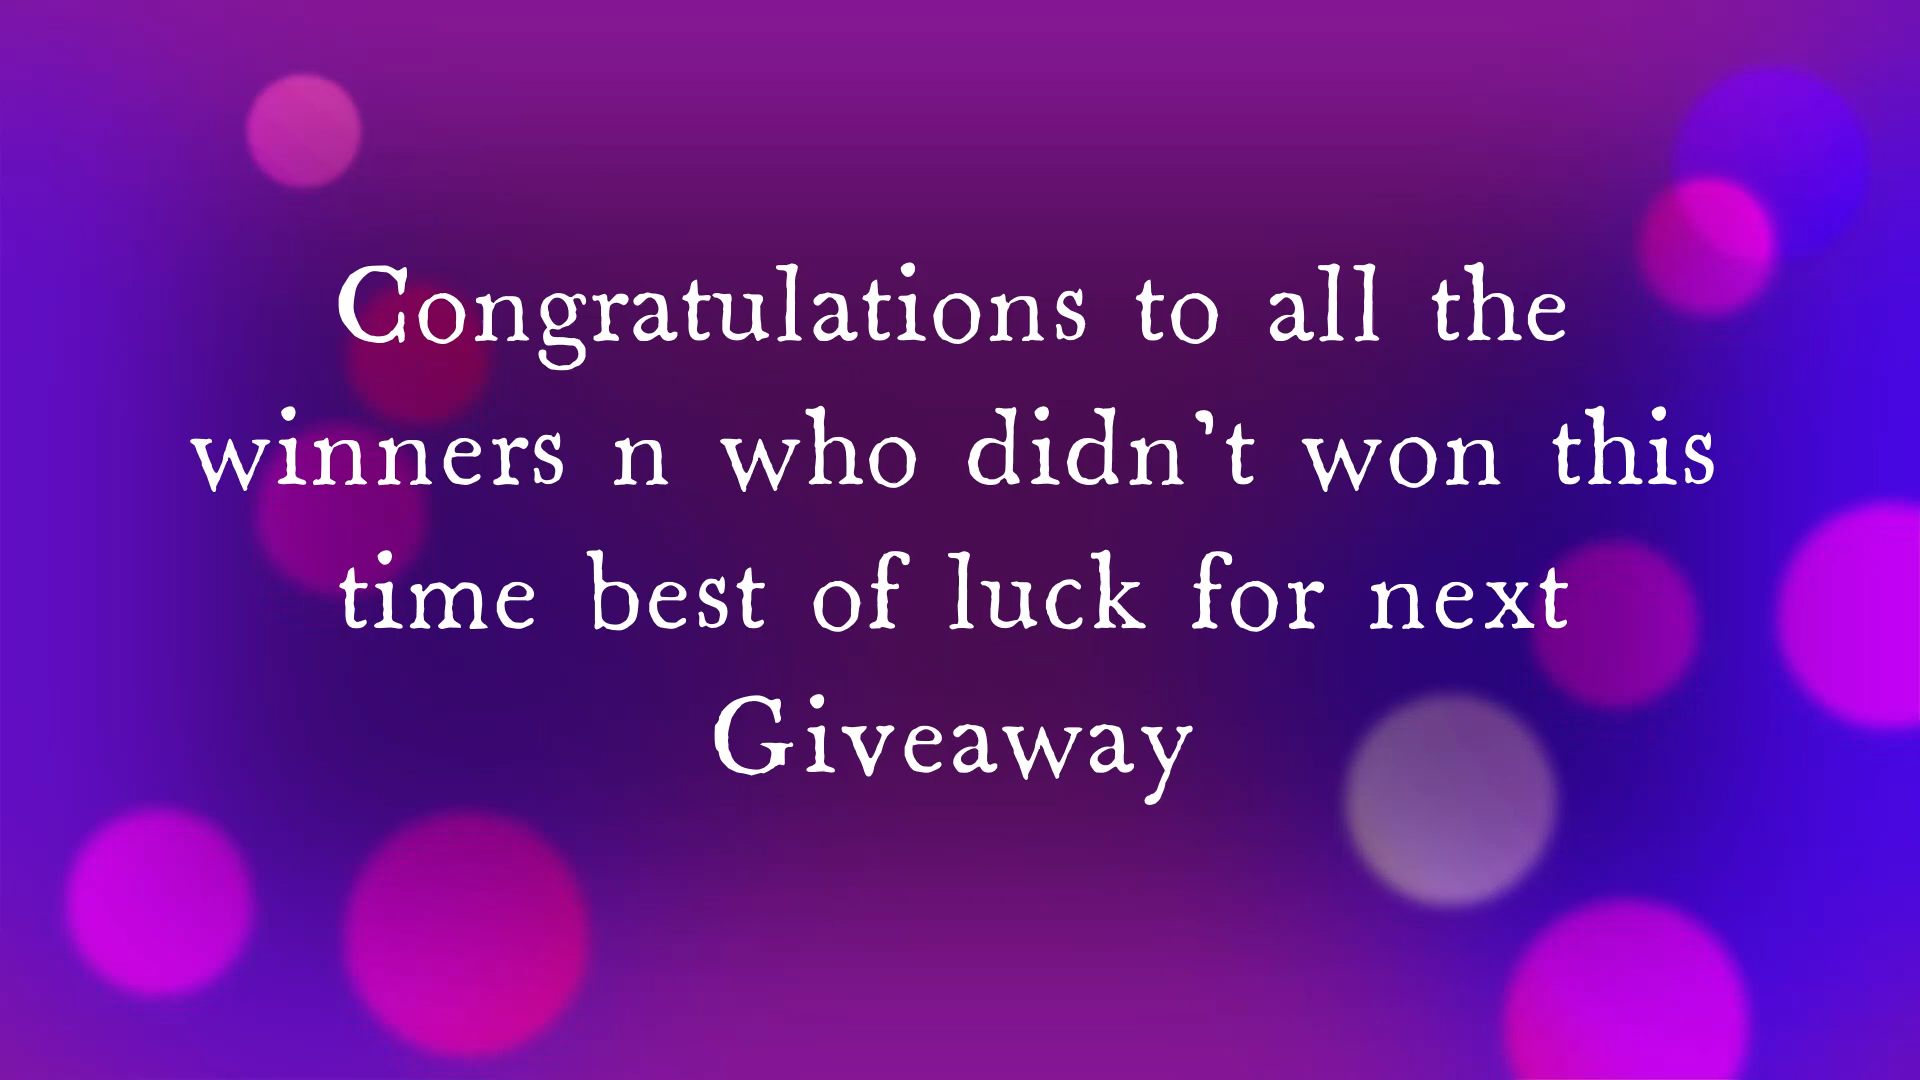 Congratulations to all the
winners n who didn’t won this
time best of luck for next
Giveaway